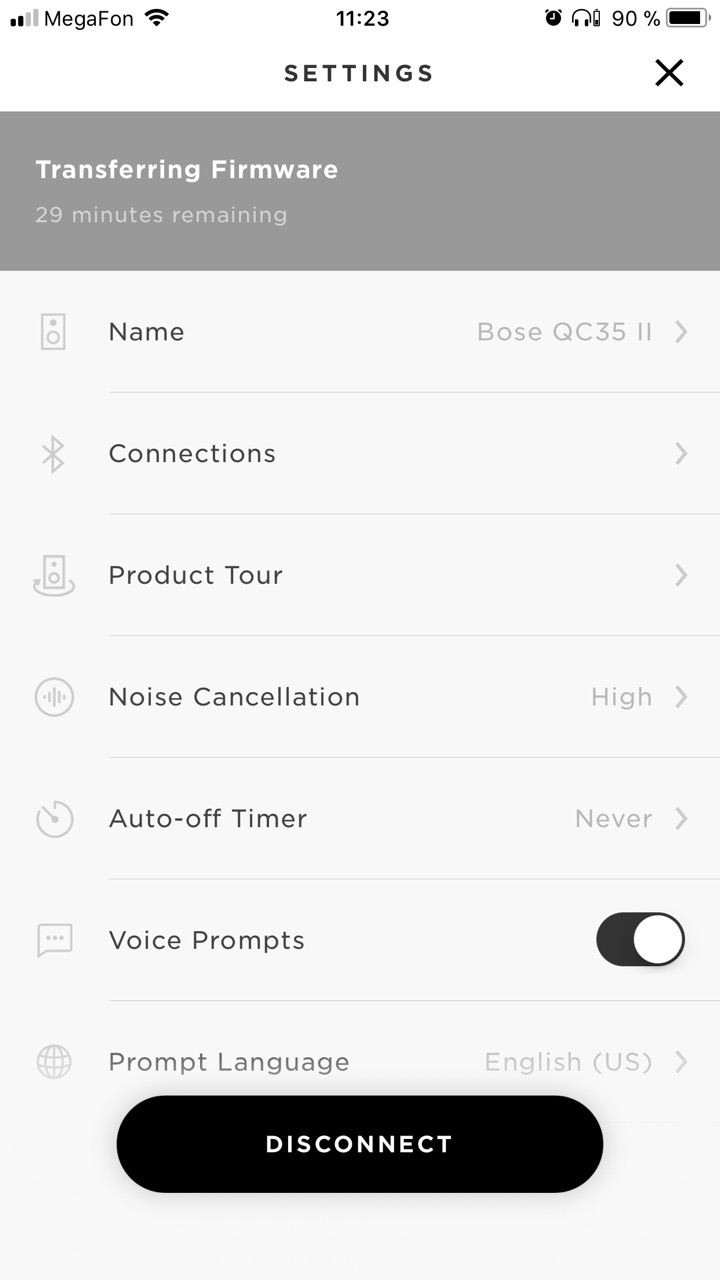 MegaFon 11:23 90 %
SETTINGS
Transferring Firmware
29 minutes remaining
Name Bose QC35 II
Connections
Product Tour
Noise Cancellation High
Auto-off Timer Never
Voice Prompts
Prompt Language English (US)
DISCONNECT